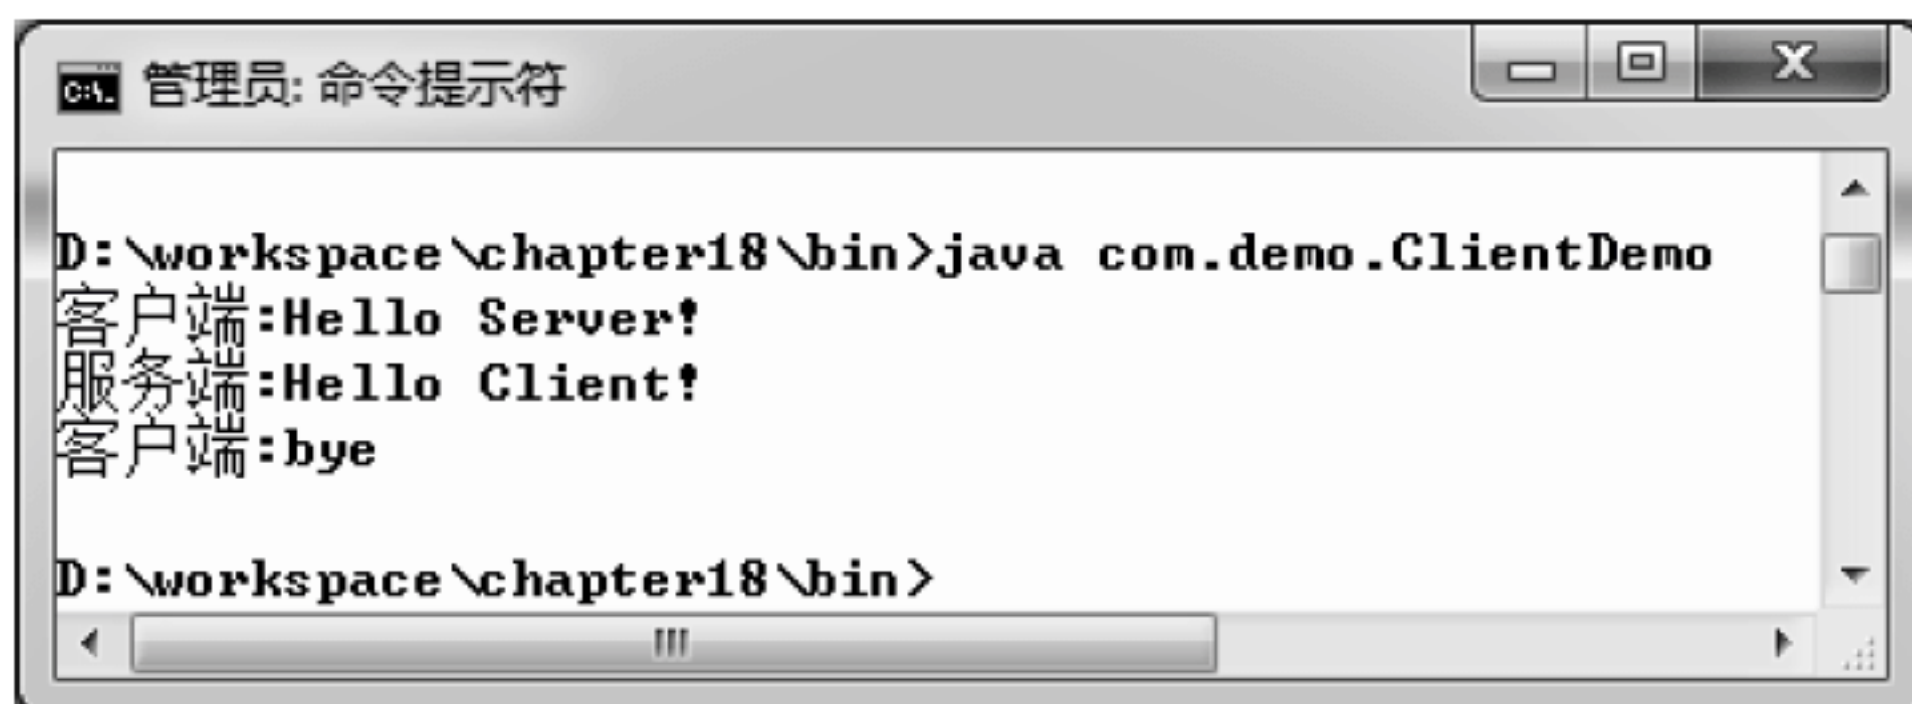 C:\.
管理员: 命令提示符
D:\workspace\chapter18\bin>java com.demo.ClientDemo
客户端:Hello Server!
服务端:Hello Client!
客户端:bye
D:\workspace\chapter18\bin>